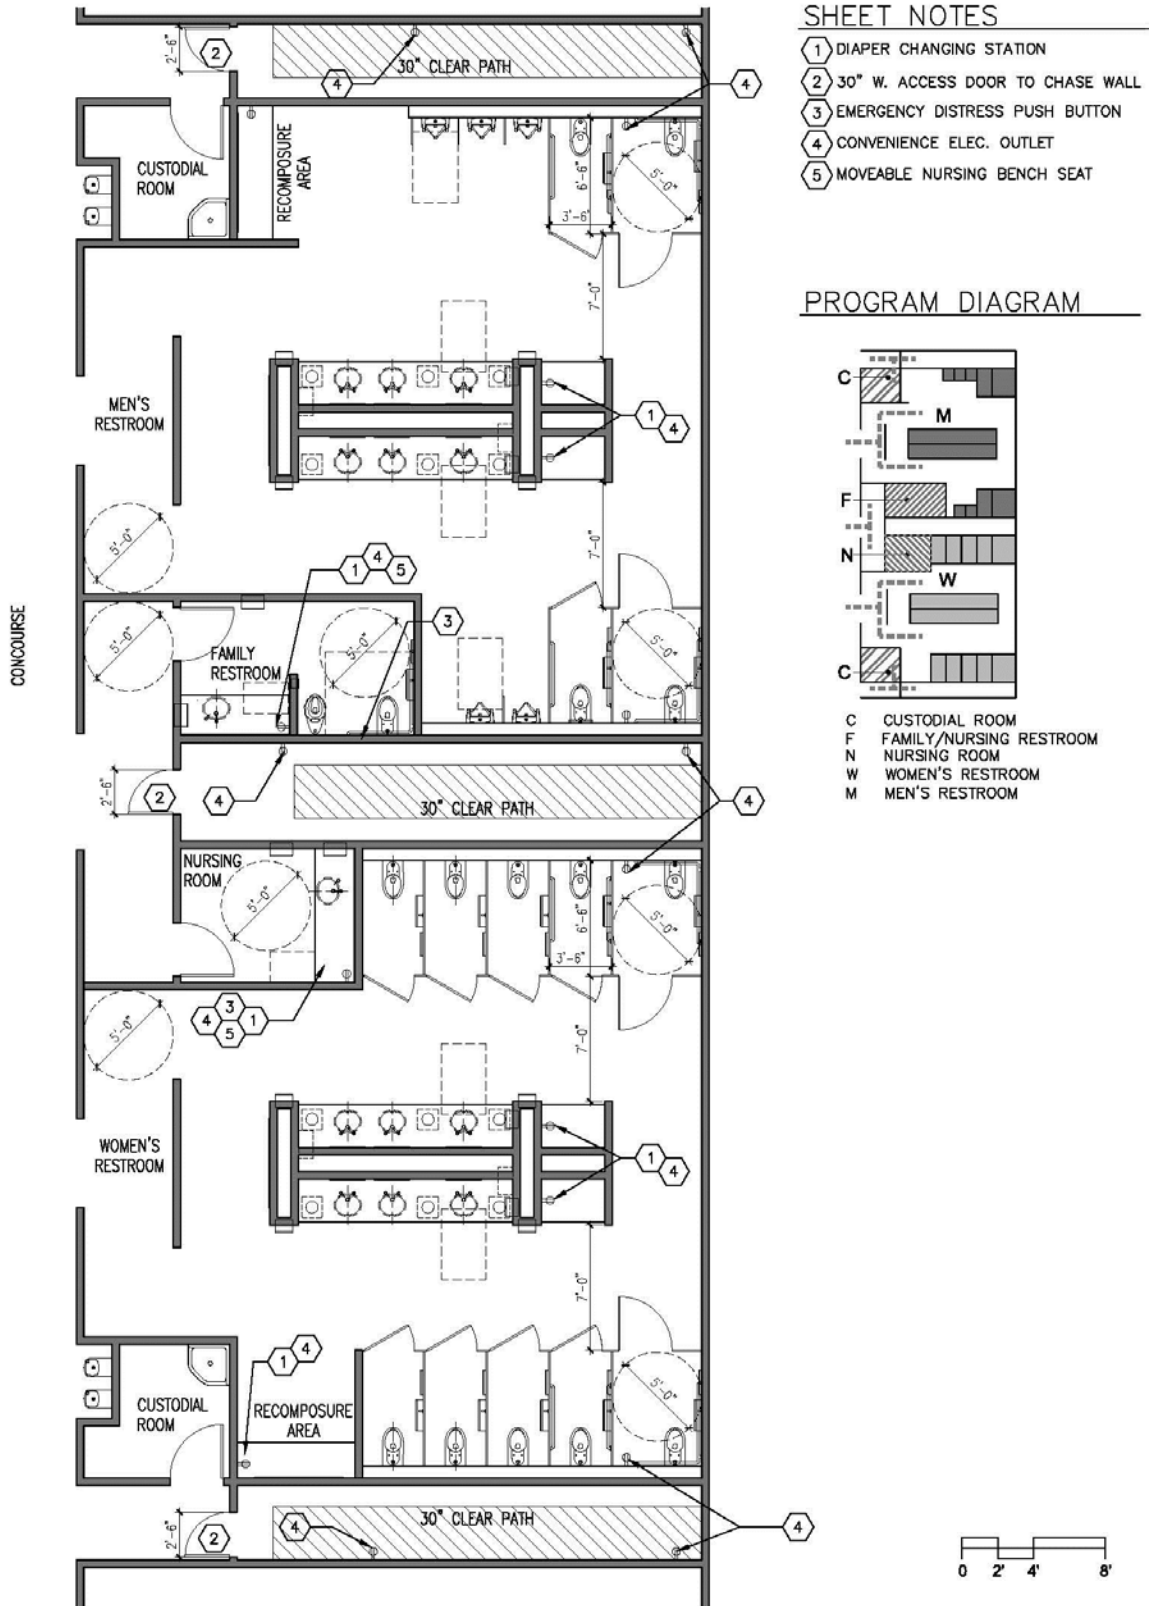 SHEET NOTES
1 DIAPER CHANGING STATION
2 30" W. ACCESS DOOR TO CHASE WALL
3 EMERGENCY DISTRESS PUSH BUTTON
4 CONVENIENCE ELEC. OUTLET
5 MOVEABLE NURSING BENCH SEAT
PROGRAM DIAGRAM
C
M
F
N
W
C
C CUSTODIAL ROOM
F FAMILY/NURSING RESTROOM
N NURSING ROOM
W WOMEN'S RESTROOM
M MEN'S RESTROOM
0 2' 4' 8'
CONCOURSE
2'-6"
2
30" CLEAR PATH
4
4
CUSTODIAL
ROOM
RECOMPOSURE
AREA
6'-6"
3'-6"
5'-0"
7'-0"
MEN'S
RESTROOM
1
4
5'-0"
7'-0"
4
1 5
3
5'-0"
FAMILY
RESTROOM
5'-0"
5'-0"
2'-6"
2
4
30" CLEAR PATH
4
NURSING
ROOM
5'-0"
6'-6"
3'-6"
5'-0"
3
4 1
5
5'-0"
7'-0"
WOMEN'S
RESTROOM
1
4
7'-0"
4
1
CUSTODIAL
ROOM
RECOMPOSURE
AREA
5'-0"
2'-6"
2
4
30" CLEAR PATH
4